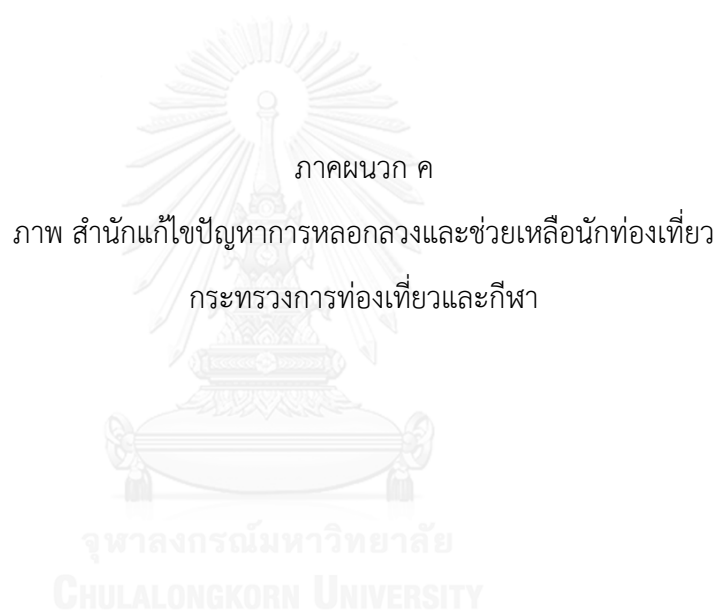 ภาคผนวก ค
ภาพ สำนักแก้ไขปัญหาการหลอกลวงและช่วยเหลือนักท่องเที่ยว
กระทรวงการท่องเที่ยวและกีฬา
จุฬาลงกรณ์มหาวิทยาลัย
CHULALONGKORN UNIVERSITY